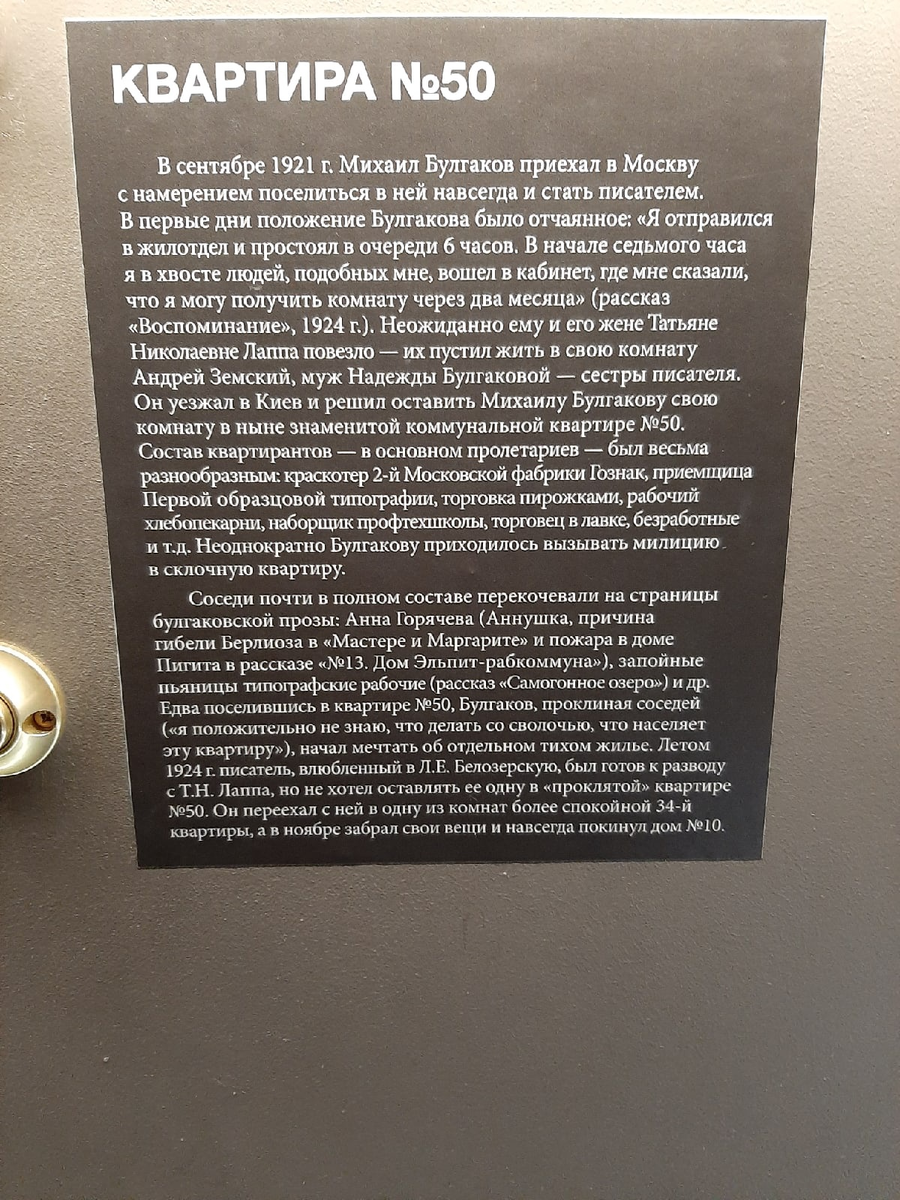 КВАРТИРА №50
В сентябре 1921 г. Михаил Булгаков приехал в Москву
с намерением поселиться в ней навсегда и стать писателем.
В первые дни положение Булгакова было отчаянное: «Я отправился
в жилотдел и простоял в очереди 6 часов. В начале седьмого часа
я в хвосте людей, подобных мне, вошел в кабинет, где мне сказали,
что я могу получить комнату через два месяца» (рассказ
«Воспоминание», 1924 г.). Неожиданно ему и его жене Татьяне
Николаевне Лаппа повезло — их пустил жить в свою комнату
Андрей Земский, муж Надежды Булгаковой — сестры писателя.
Он уезжал в Киев и решил оставить Михаилу Булгакову свою
комнату в ныне знаменитой коммунальной квартире №50.
Состав квартирантов — в основном пролетариев — был весьма
разнообразным: краскотер 2-й Московской фабрики Гознак, приемщица
Первой образцовой типографии, торговка пирожками, рабочий
хлебопекарни, наборщик профтехшколы, торговец в лавке, безработные
и т.д. Неоднократно Булгакову приходилось вызывать милицию
в склочную квартиру.
Соседи почти в полном составе перекочевали на страницы
булгаковской прозы: Анна Горячева (Аннушка, причина
гибели Берлиоза в «Мастере и Маргарите» и пожара в доме
Пигита в рассказе «№13. Дом Эльпит-рабкоммуна»), запойные
пьяницы типографские рабочие (рассказ «Самогонное озеро») и др.
Едва поселившись в квартире №50, Булгаков, проклиная соседей
(«я положительно не знаю, что делать со сволочью, что населяет
эту квартиру»), начал мечтать об отдельном тихом жилье. Летом
1924 г. писатель, влюбленный в Л.Е. Белозерскую, был готов к разводу
с Т.Н. Лаппа, но не хотел оставлять ее одну в «проклятой» квартире
№50. Он переехал с ней в одну из комнат более спокойной 34-й
квартиры, а в ноябре забрал свои вещи и навсегда покинул дом №10.